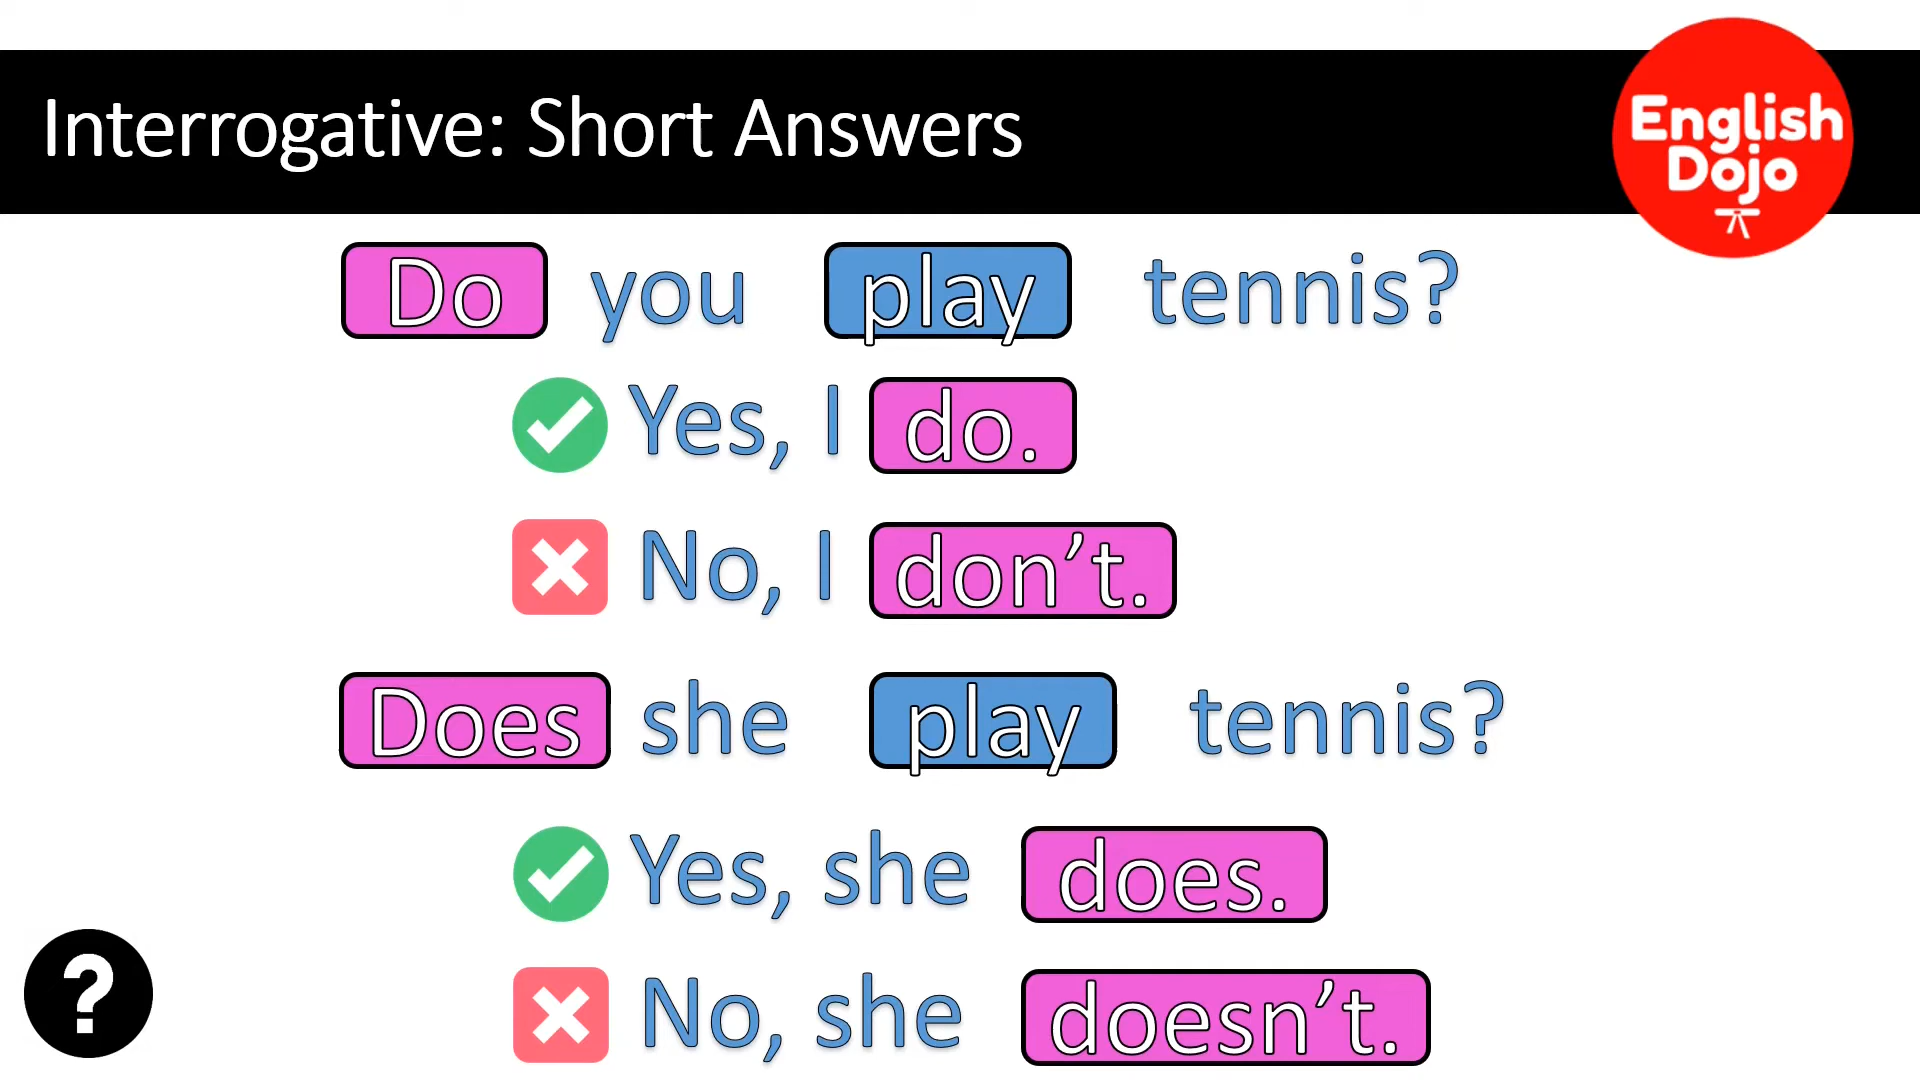 Interrogative: Short Answers
English
Dojo
Do you play tennis?
Yes, I do.
No, I don’t.
Does she play tennis?
Yes, she does.
No, she doesn’t.
?